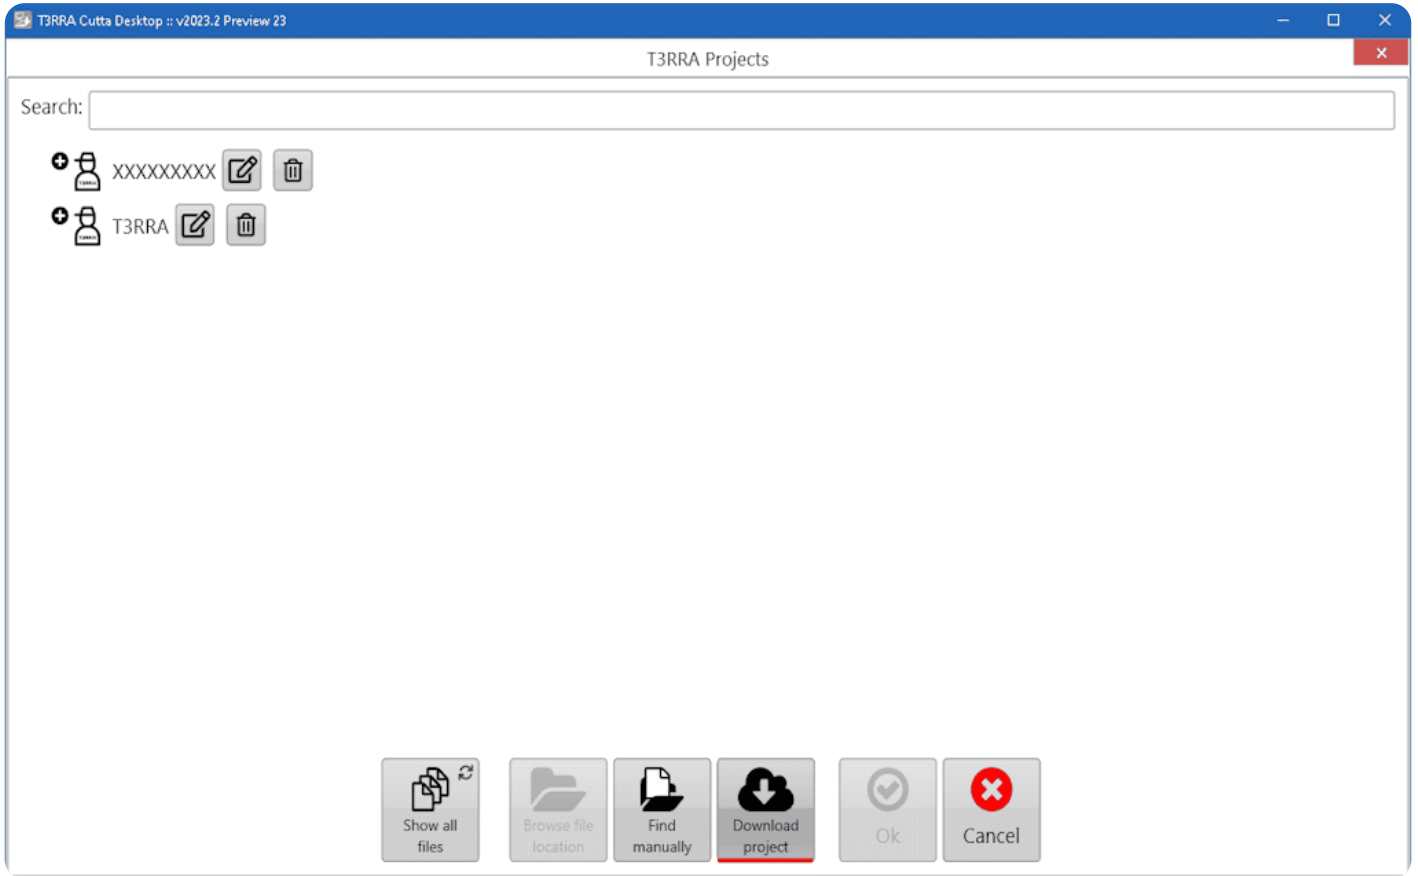 T3RRA Cutta Desktop :: v2023.2 Preview 23
T3RRA Projects
Search:
XXXXXXXXX
T3RRA
Show all
files
Browse file
location
Find
manually
Download
project
Ok
Cancel